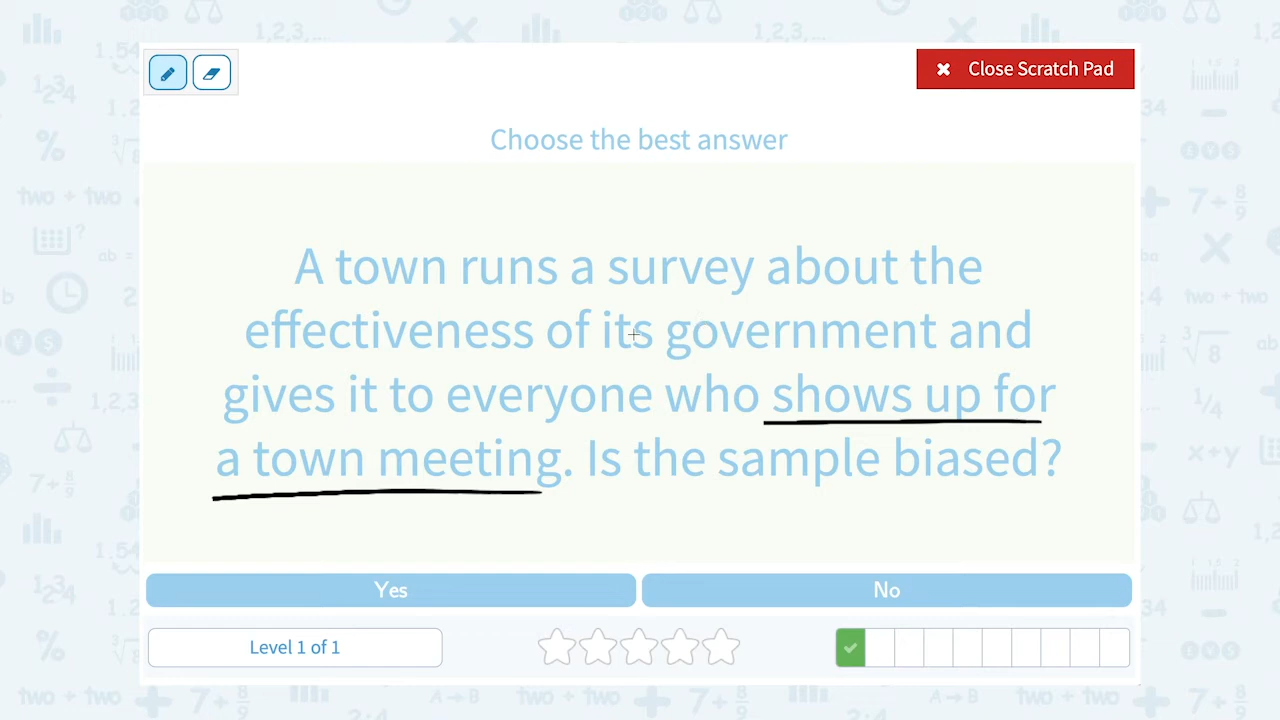 Close Scratch Pad
Choose the best answer
A town runs a survey about the
effectiveness of its government and
gives it to everyone who shows up for
a town meeting. Is the sample biased?
Yes
No
Level 1 of 1